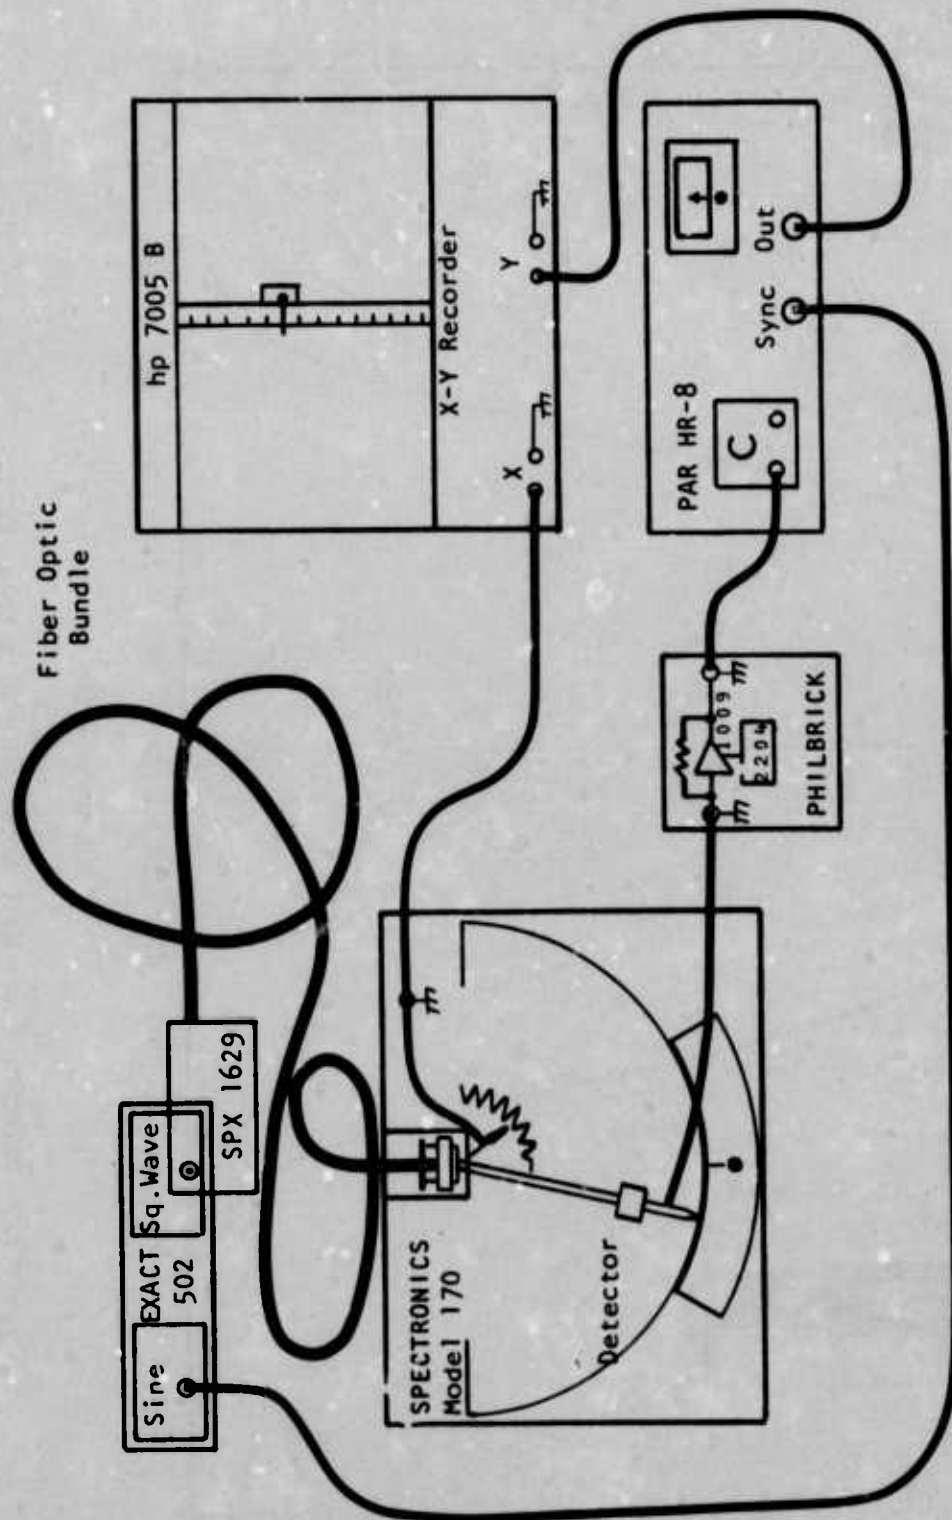 Fiber Optic
Bundle
Sine
EXACT
502
Sq. Wave
SPX 1629
hp 7005 B
X-Y Recorder
X
Y
SPECTRONICS
Model 170
Detector
1009
2204
PHILBRICK
PAR HR-8
C
Sync
Out